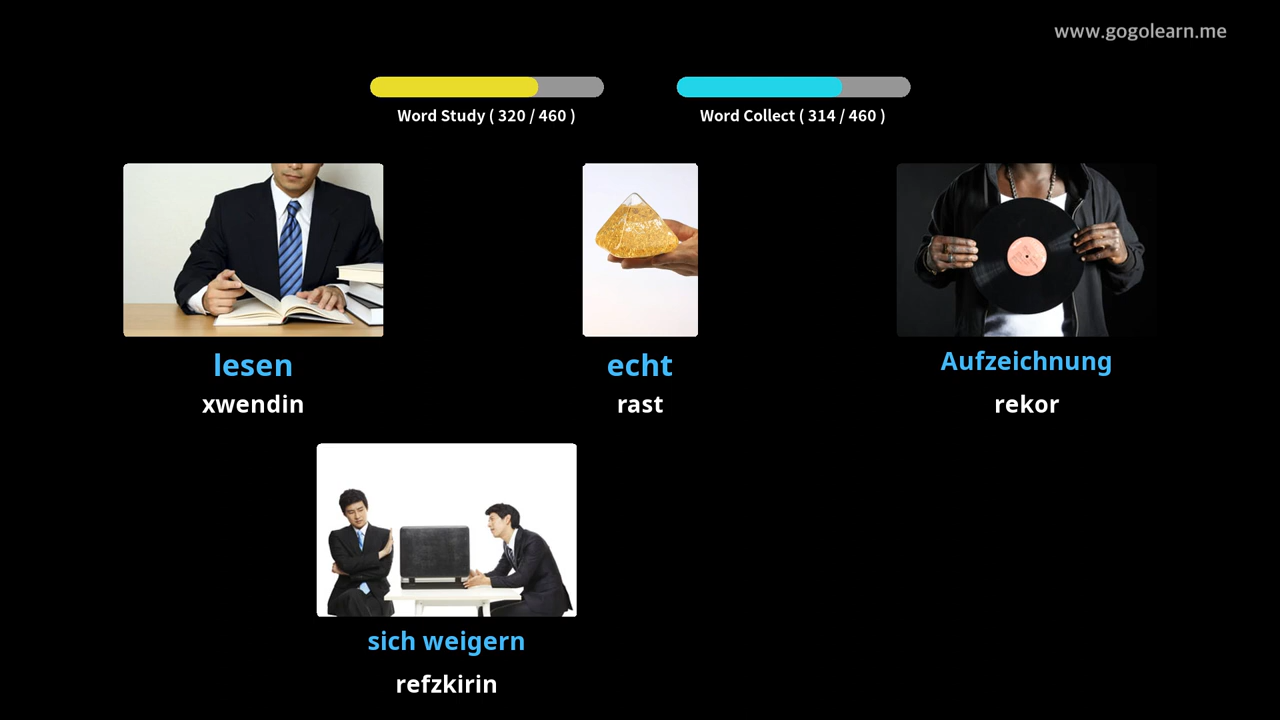 www.gogolearn.me
Word Study ( 320 / 460 )
Word Collect ( 314 / 460 )
lesen
xwendin
echt
rast
Aufzeichnung
rekor
sich weigern
refzkirin